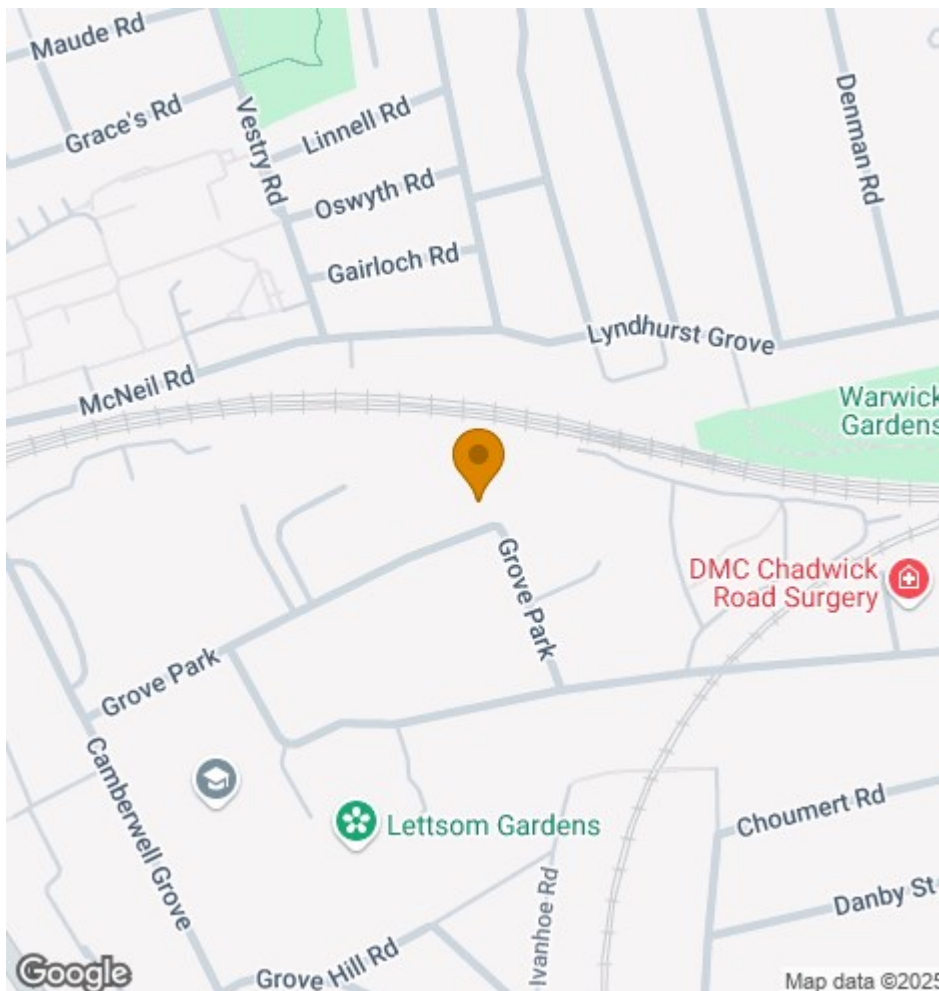 Maude Rd
Grace's Rd
Vestry Rd
Linnell Rd
Denman Rd
Oswyth Rd
Gairloch Rd
Lyndhurst Grove
McNeil Rd
Warwick
Gardens
Grove Park
DMC Chadwick
Road Surgery
Grove Park
Camberwell Grove
Lettsom Gardens
Choumert Rd
Ivanhoe Rd
Danby St
Grove Hill Rd
Google
Map data ©2025